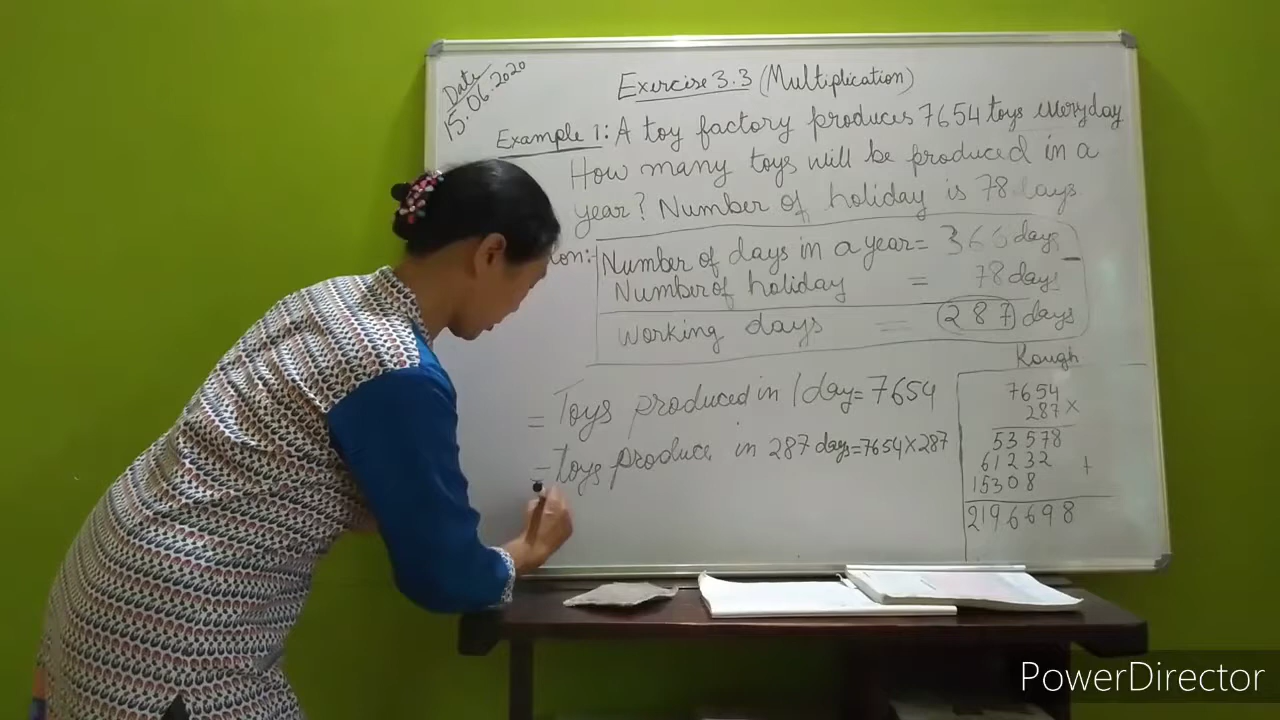 Date
15.06.2020
Exercise 3.3 (Multiplication)
Example 1: A toy factory produces 7654 toys everyday
How many toys will be produced in a
year? Number of holiday is 78 days.
ion:- Number of days in a year = 366 days
Number of holiday = 78 days
Working days = 287 days
Rough
= Toys produced in 1 day = 7654
= Toys produce in 287 days = 7654 X 287
=
7654
287 X
53578
61232 +
15308
2196698
PowerDirector